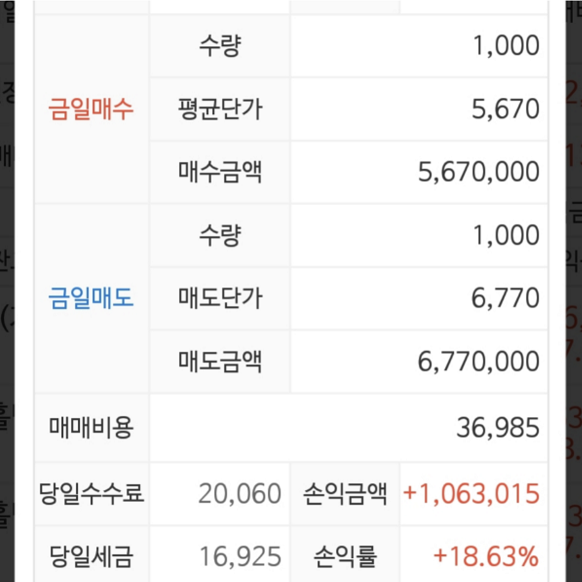 금일매수 수량 1,000
평균단가 5,670
매수금액 5,670,000
금일매도 수량 1,000
매도단가 6,770
매도금액 6,770,000
매매비용 36,985
당일수수료 20,060 손익금액 +1,063,015
당일세금 16,925 손익률 +18.63%